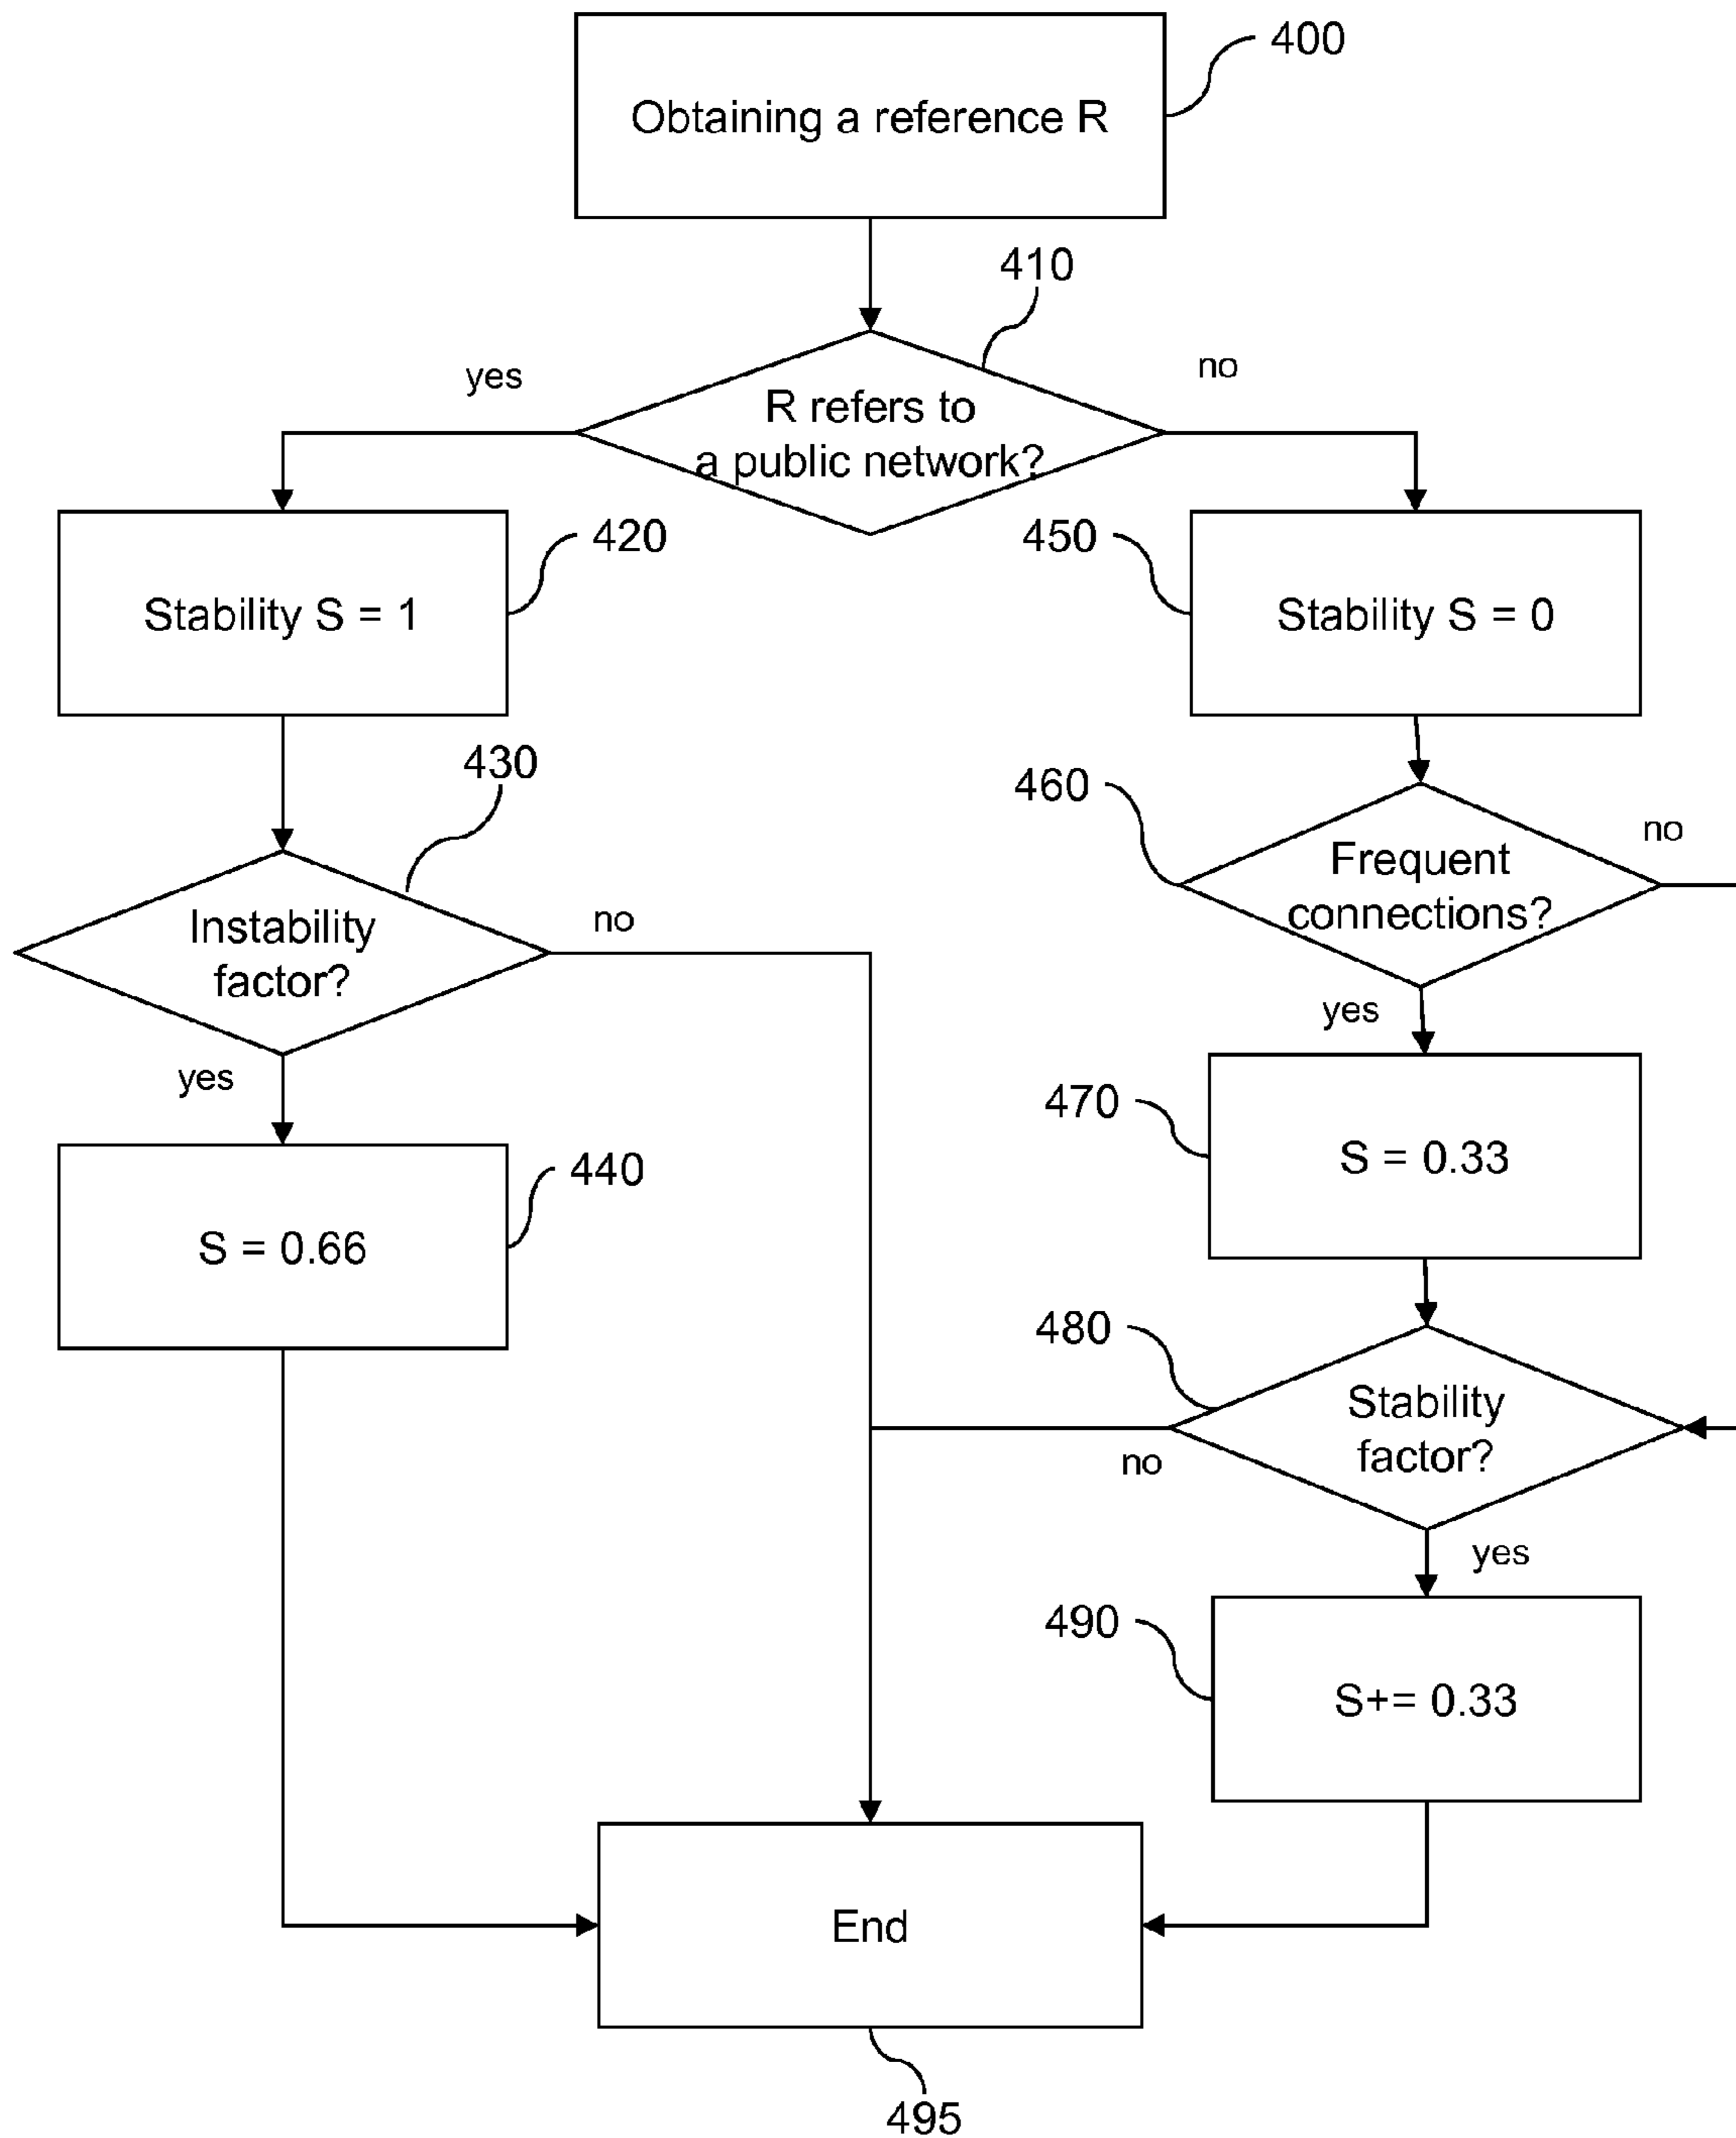 Obtaining a reference R
400
410
yes
no
R refers to
a public network?
420
450
Stability S = 1
Stability S = 0
430
460
no
Frequent
connections?
Instability
factor?
no
yes
yes
470
440
S = 0.33
S = 0.66
480
Stability
factor?
no
yes
490
S+= 0.33
End
495